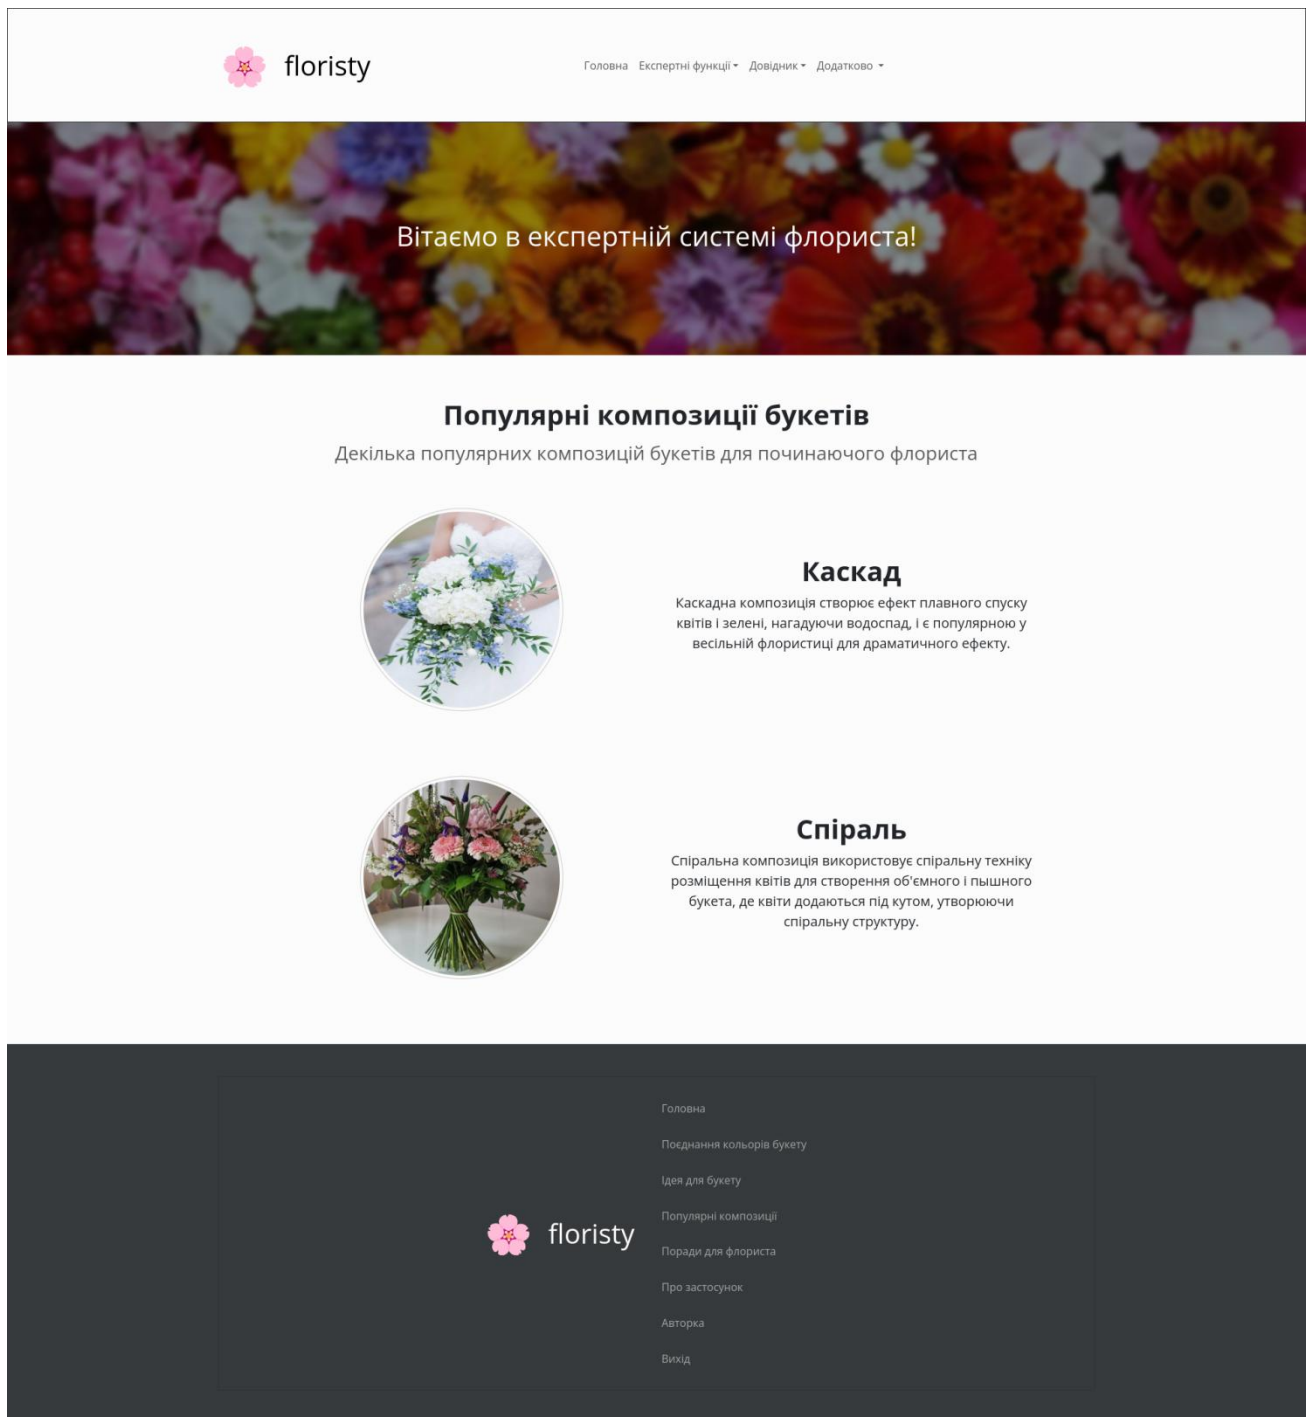 floristy
Головна Експертні функції Довідник Додатково
Вітаємо в експертній системі флориста!
Популярні композиції букетів
Декілька популярних композицій букетів для починаючого флориста
Каскад
Каскадна композиція створює ефект плавного спуску
квітів і зелені, нагадуючи водоспад, і є популярною у
весільній флористиці для драматичного ефекту.
Спіраль
Спіральна композиція використовує спіральну техніку
розміщення квітів для створення об'ємного і пышного
букета, де квіти додаються під кутом, утворюючи
спіральну структуру.
floristy
Головна
Поєднання кольорів букету
Ідея для букету
Популярні композиції
Поради для флориста
Про застосунок
Авторка
Вихід